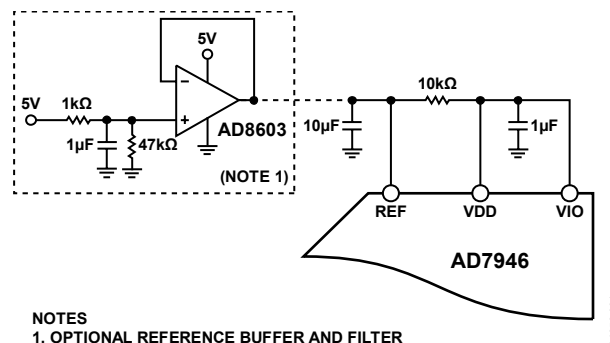 5V
5V
1kΩ
1µF
47kΩ
AD8603
(NOTE 1)
10µF
10kΩ
1µF
REF
VDD
VIO
AD7946
NOTES
1. OPTIONAL REFERENCE BUFFER AND FILTER